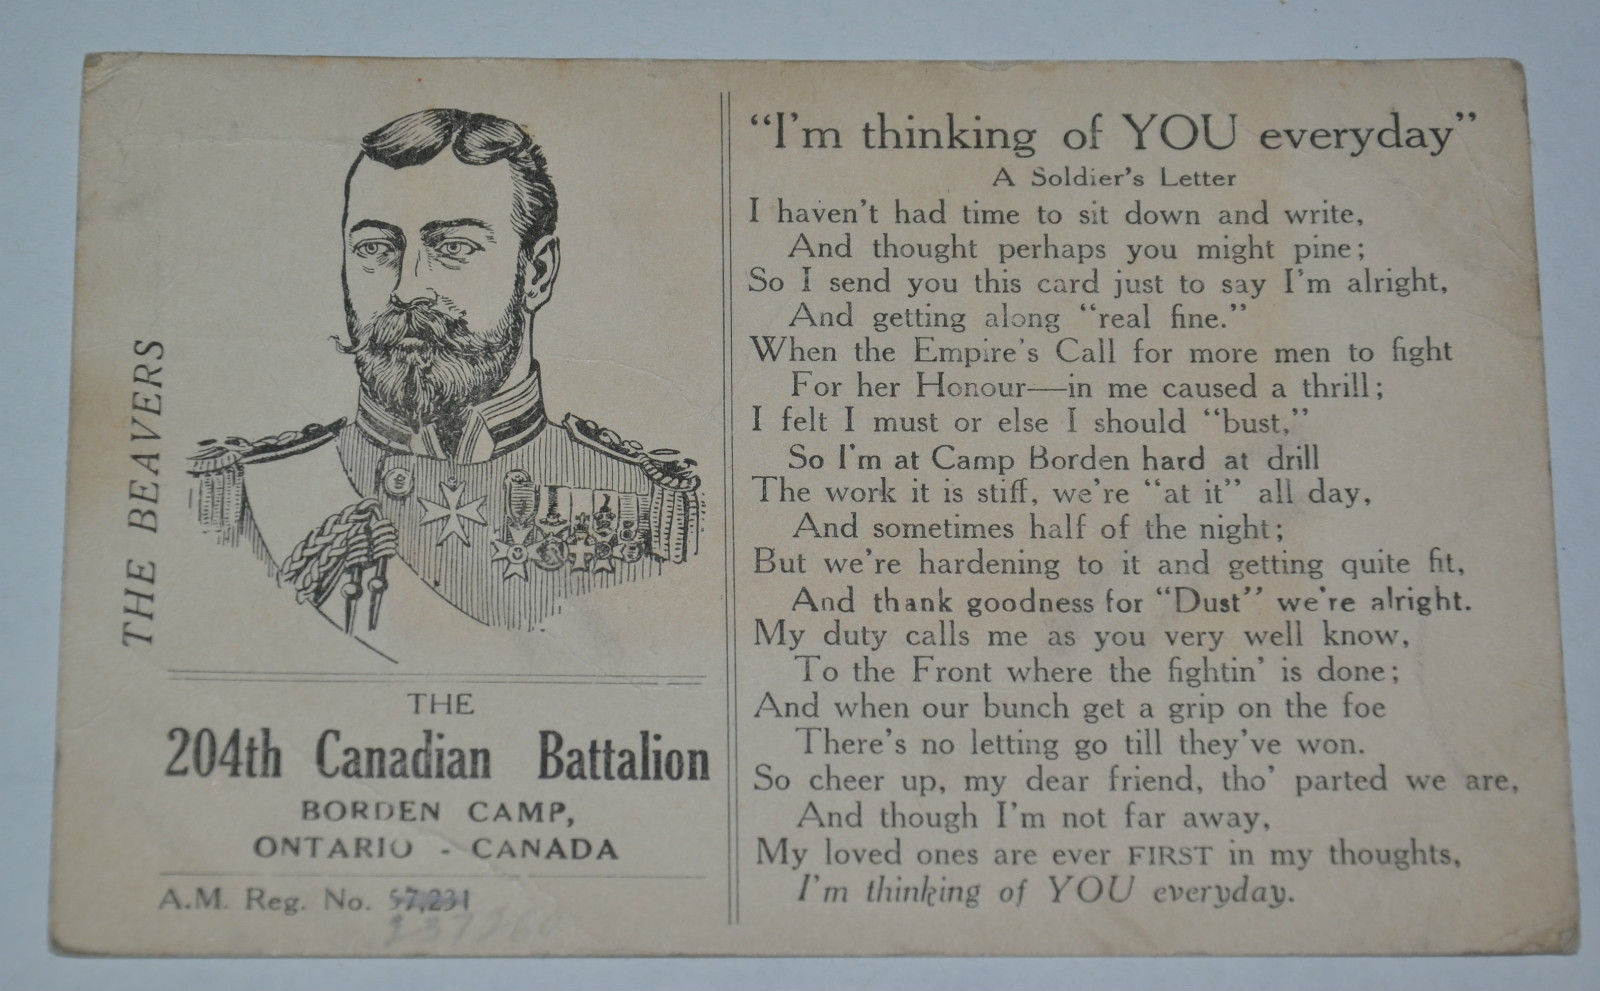 THE BEAVERS
THE
204th Canadian Battalion
BORDEN CAMP,
ONTARIO - CANADA
A.M. Reg. No. 57,231
"I'm thinking of YOU everyday"
A Soldier's Letter
I haven't had time to sit down and write,
And thought perhaps you might pine;
So I send you this card just to say I'm alright,
And getting along "real fine."
When the Empire's Call for more men to fight
For her Honour—in me caused a thrill;
I felt I must or else I should "bust,"
So I'm at Camp Borden hard at drill
The work it is stiff, we're "at it" all day,
And sometimes half of the night;
But we're hardening to it and getting quite fit,
And thank goodness for "Dust" we're alright.
My duty calls me as you very well know,
To the Front where the fightin' is done;
And when our bunch get a grip on the foe
There's no letting go till they've won.
So cheer up, my dear friend, tho' parted we are,
And though I'm not far away,
My loved ones are ever FIRST in my thoughts,
I'm thinking of YOU everyday.